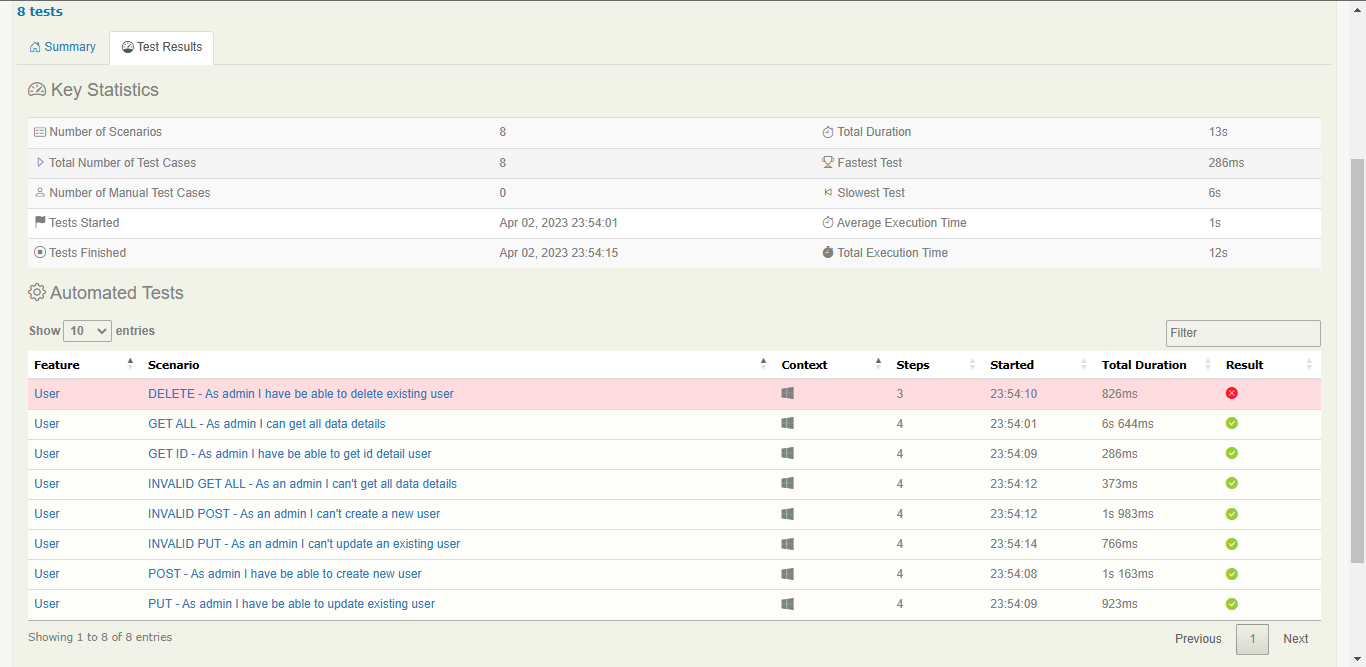 8 tests
Summary Test Results
Key Statistics
Number of Scenarios 8 Total Duration 13s
Total Number of Test Cases 8 Fastest Test 286ms
Number of Manual Test Cases 0 Slowest Test 6s
Tests Started Apr 02, 2023 23:54:01 Average Execution Time 1s
Tests Finished Apr 02, 2023 23:54:15 Total Execution Time 12s
Automated Tests
Show 10 entries Filter
Feature Scenario Context Steps Started Total Duration Result
User DELETE - As admin I have be able to delete existing user 3 23:54:10 826ms
User GET ALL - As admin I can get all data details 4 23:54:01 6s 644ms
User GET ID - As admin I have be able to get id detail user 4 23:54:09 286ms
User INVALID GET ALL - As an admin I can't get all data details 4 23:54:12 373ms
User INVALID POST - As an admin I can't create a new user 4 23:54:12 1s 983ms
User INVALID PUT - As an admin I can't update an existing user 4 23:54:14 766ms
User POST - As admin I have be able to create new user 4 23:54:08 1s 163ms
User PUT - As admin I have be able to update existing user 4 23:54:09 923ms
Showing 1 to 8 of 8 entries Previous 1 Next